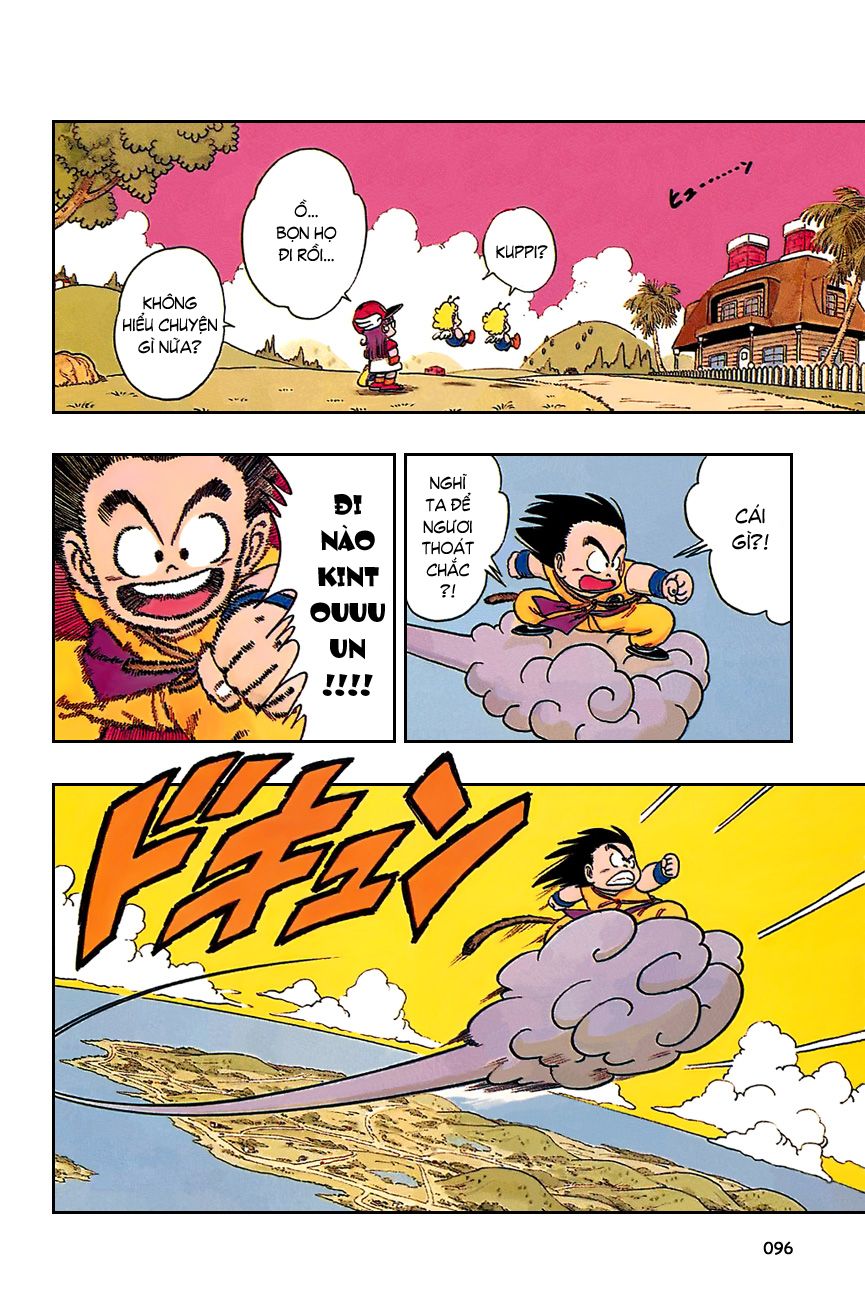 ヒュ……ン
KUPPI?
Ồ...
BỌN HỌ
ĐI RỒI...
KHÔNG
HIỂU CHUYỆN
GÌ NỮA?
CÁI
GÌ?!
NGHĨ
TA ĐỂ
NGƯƠI
THOÁT
CHẮC
?!
ĐI
NÀO
KINT
OUUU
UN
!!!!
ドキュン
096